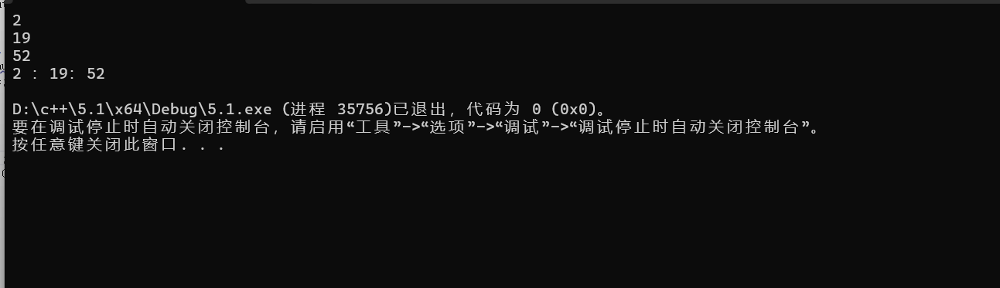 2
19
52
2 : 19: 52
D:\c++\5.1\x64\Debug\5.1.exe (进程 35756)已退出，代码为 0 (0x0)。
要在调试停止时自动关闭控制台，请启用“工具”->“选项”->“调试”->“调试停止时自动关闭控制台”。
按任意键关闭此窗口. . .